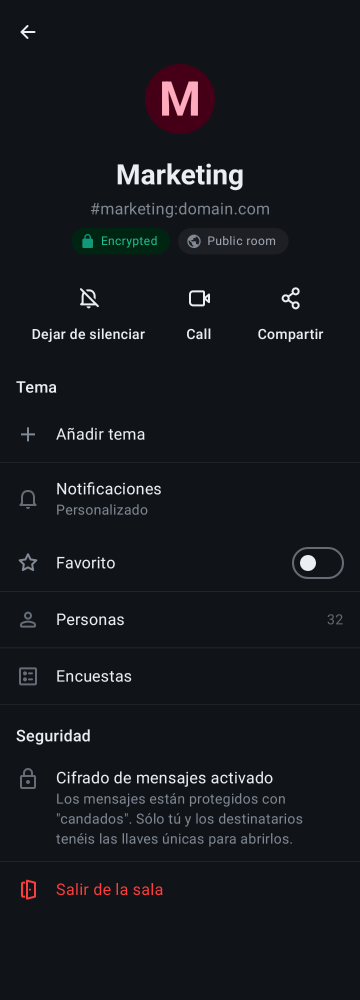 M
Marketing
#marketing:domain.com
Encrypted Public room
Dejar de silenciar Call Compartir
Tema
Añadir tema
Notificaciones
Personalizado
Favorito
Personas 32
Encuestas
Seguridad
Cifrado de mensajes activado
Los mensajes están protegidos con
"candados". Sólo tú y los destinatarios
tenéis las llaves únicas para abrirlos.
Salir de la sala